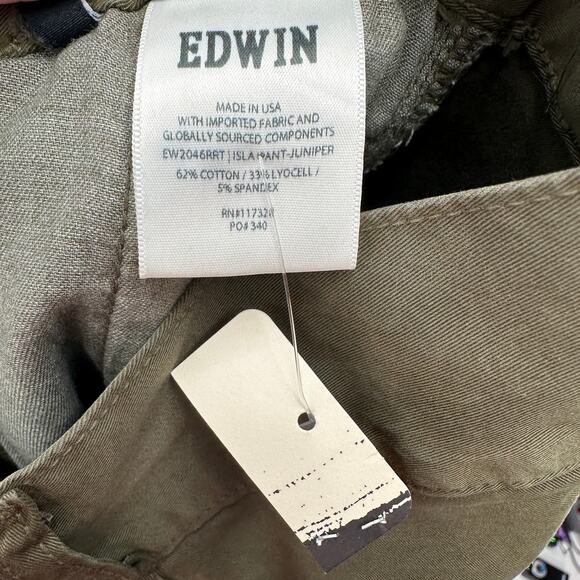 EDWIN
MADE IN USA
WITH IMPORTED FABRIC AND
GLOBALLY SOURCED COMPONENTS
EW2046RRT | ISLA PANT-JUNIPER
62% COTTON / 33% LYOCELL /
5% SPANDEX
PO# 340